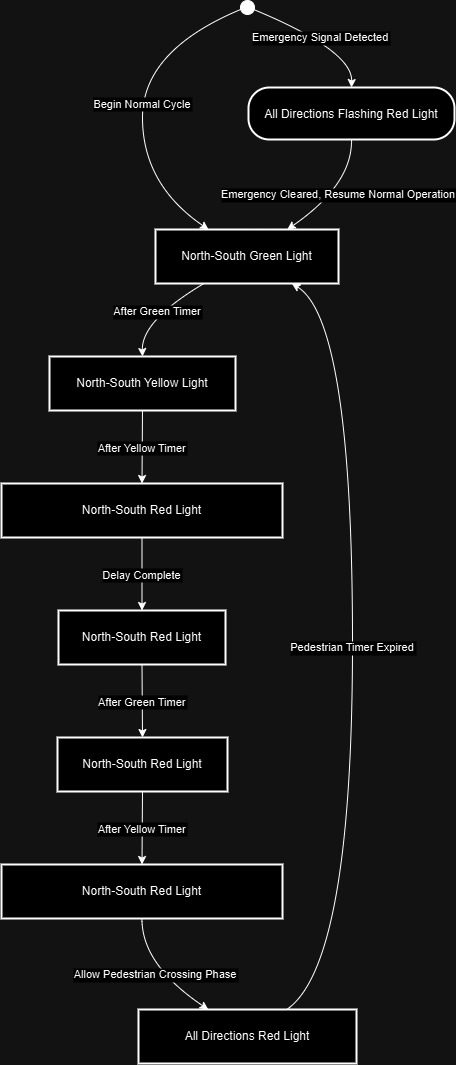 Emergency Signal Detected
Begin Normal Cycle
All Directions Flashing Red Light
Emergency Cleared, Resume Normal Operation
North-South Green Light
After Green Timer
North-South Yellow Light
After Yellow Timer
North-South Red Light
Delay Complete
North-South Red Light
Pedestrian Timer Expired
After Green Timer
North-South Red Light
After Yellow Timer
North-South Red Light
Allow Pedestrian Crossing Phase
All Directions Red Light